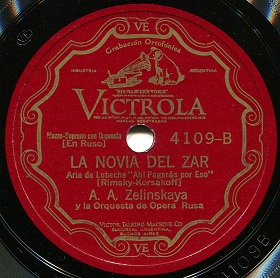 VE
Grabación Ortofónica
INDUSTRIA ARGENTINA
"HIS MASTER'S VOICE"
VICTROLA
Mezzo-Soprano con Orquesta
[En Ruso]
4109-B
LA NOVIA DEL ZAR
Aria de Lubeche "Ah! Pagarás por Eso"
[Rimsky-Korsakoff]
A. A. Zelinskaya
y la Orquesta de Opera Rusa
VICTOR TALKING MACHINE CO
SUCURSAL ARGENTINA,
BUENOS AIRES
VE